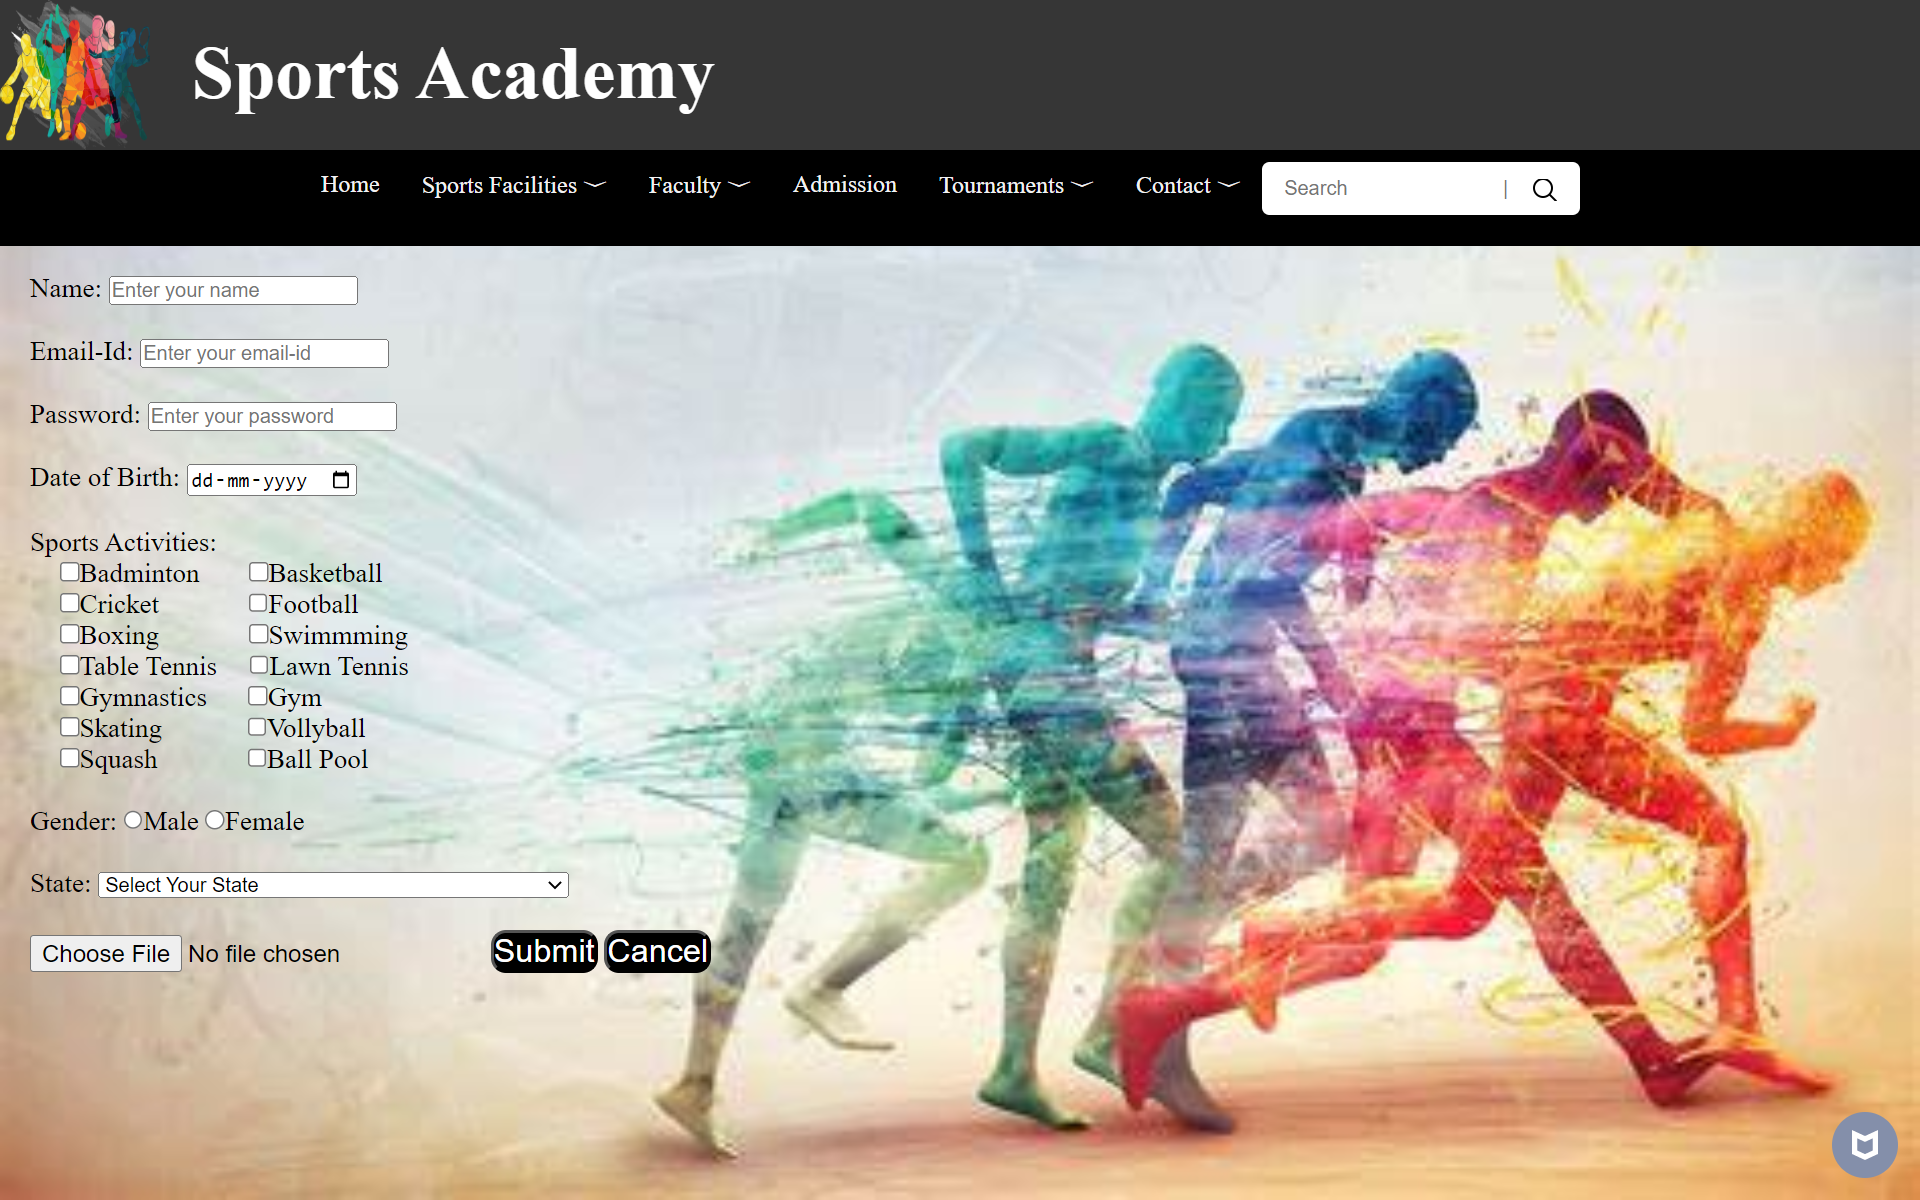 Sports Academy
Home Sports Facilities Faculty Admission Tournaments Contact Search |
Name: Enter your name
Email-Id: Enter your email-id
Password: Enter your password
Date of Birth: dd-mm-yyyy
Sports Activities:
Badminton Basketball
Cricket Football
Boxing Swimmming
Table Tennis Lawn Tennis
Gymnastics Gym
Skating Vollyball
Squash Ball Pool
Gender: Male Female
State: Select Your State
Choose File No file chosen Submit Cancel